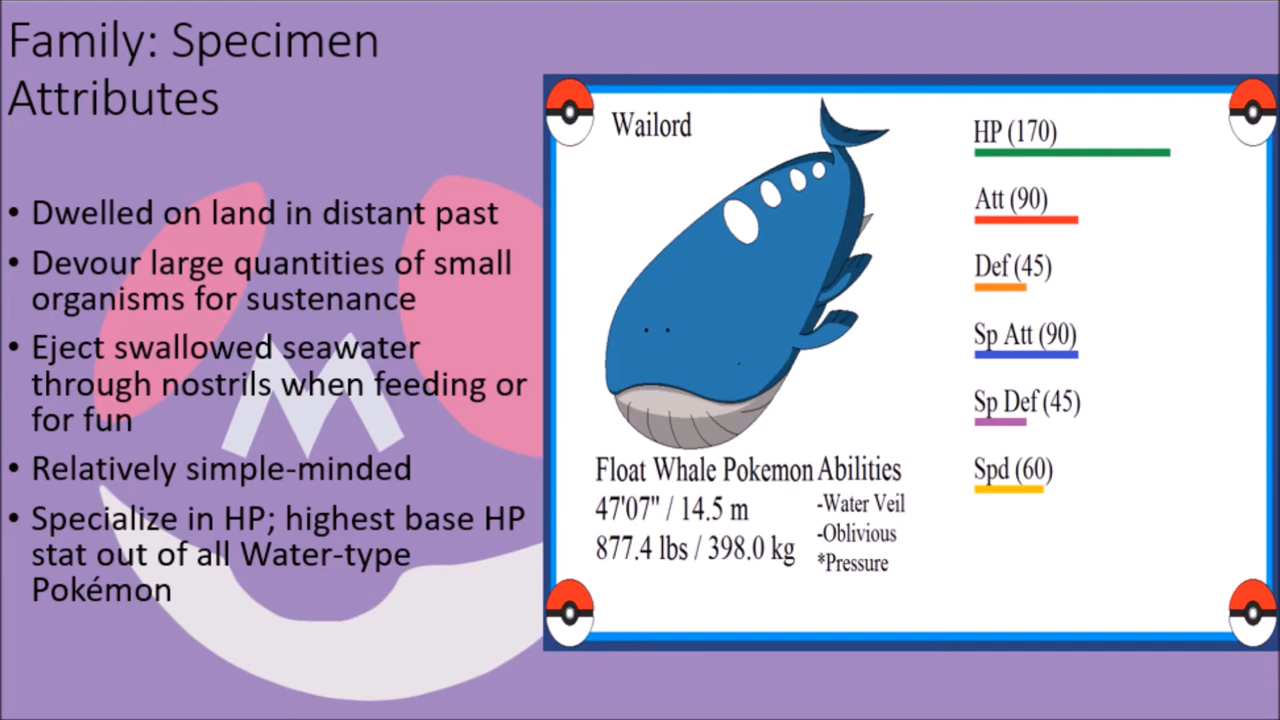 Family: Specimen
Attributes
• Dwelled on land in distant past
• Devour large quantities of small
organisms for sustenance
• Eject swallowed seawater
through nostrils when feeding or
for fun
• Relatively simple-minded
• Specialize in HP; highest base HP
stat out of all Water-type
Pokémon
M
Wailord
Float Whale Pokemon
47'07" / 14.5 m
877.4 lbs / 398.0 kg
Abilities
-Water Veil
-Oblivious
*Pressure
HP (170)
Att (90)
Def (45)
Sp Att (90)
Sp Def (45)
Spd (60)